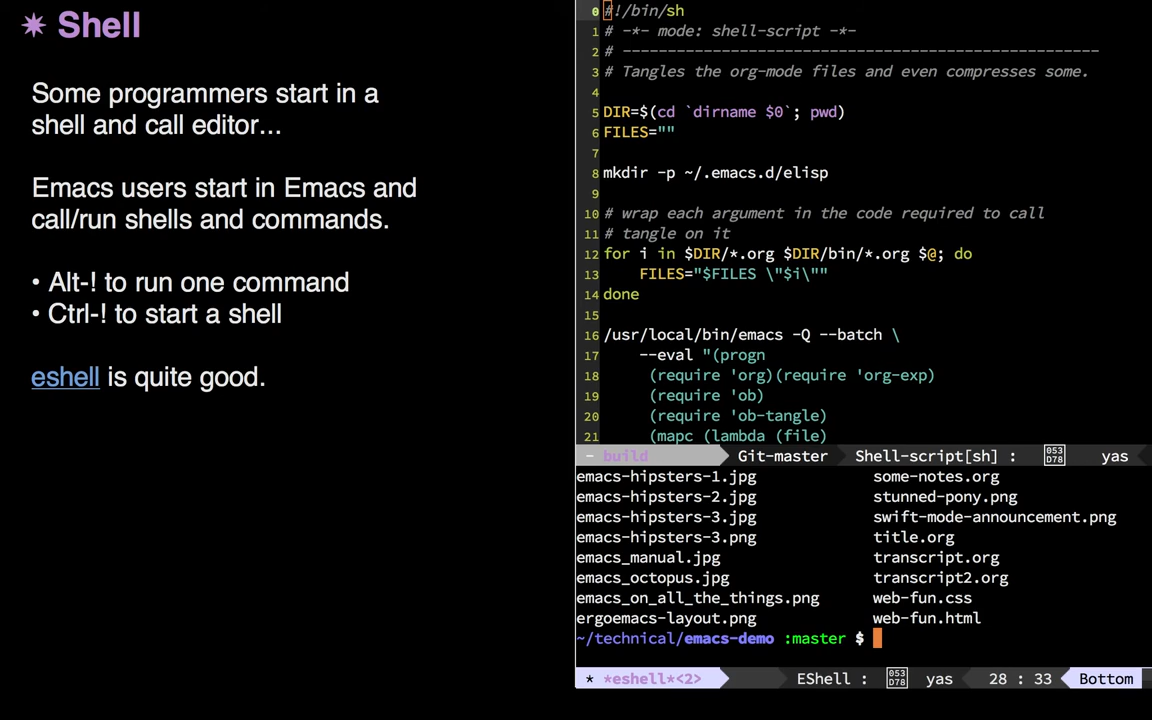 ✷ Shell
Some programmers start in a
shell and call editor...
Emacs users start in Emacs and
call/run shells and commands.
• Alt-! to run one command
• Ctrl-! to start a shell
eshell is quite good.
0 #!/bin/sh
1 # -*- mode: shell-script -*-
2 # -----------------------------------------------------
3 # Tangles the org-mode files and even compresses some.
4
5 DIR=$(cd `dirname $0`; pwd)
6 FILES=""
7
8 mkdir -p ~/.emacs.d/elisp
9
10 # wrap each argument in the code required to call
11 # tangle on it
12 for i in $DIR/*.org $DIR/bin/*.org $@; do
13     FILES="$FILES \"$i\""
14 done
15
16 /usr/local/bin/emacs -Q --batch \
17     --eval "(progn
18      (require 'org)(require 'org-exp)
19      (require 'ob)
20      (require 'ob-tangle)
21      (mapc (lambda (file)
- build Git-master Shell-script[sh] : 053 D78 yas
emacs-hipsters-1.jpg some-notes.org
emacs-hipsters-2.jpg stunned-pony.png
emacs-hipsters-3.jpg swift-mode-announcement.png
emacs-hipsters-3.png title.org
emacs_manual.jpg transcript.org
emacs_octopus.jpg transcript2.org
emacs_on_all_the_things.png web-fun.css
ergoemacs-layout.png web-fun.html
~/technical/emacs-demo :master $
* *eshell*<2> EShell : 053 D78 yas 28 : 33 Bottom